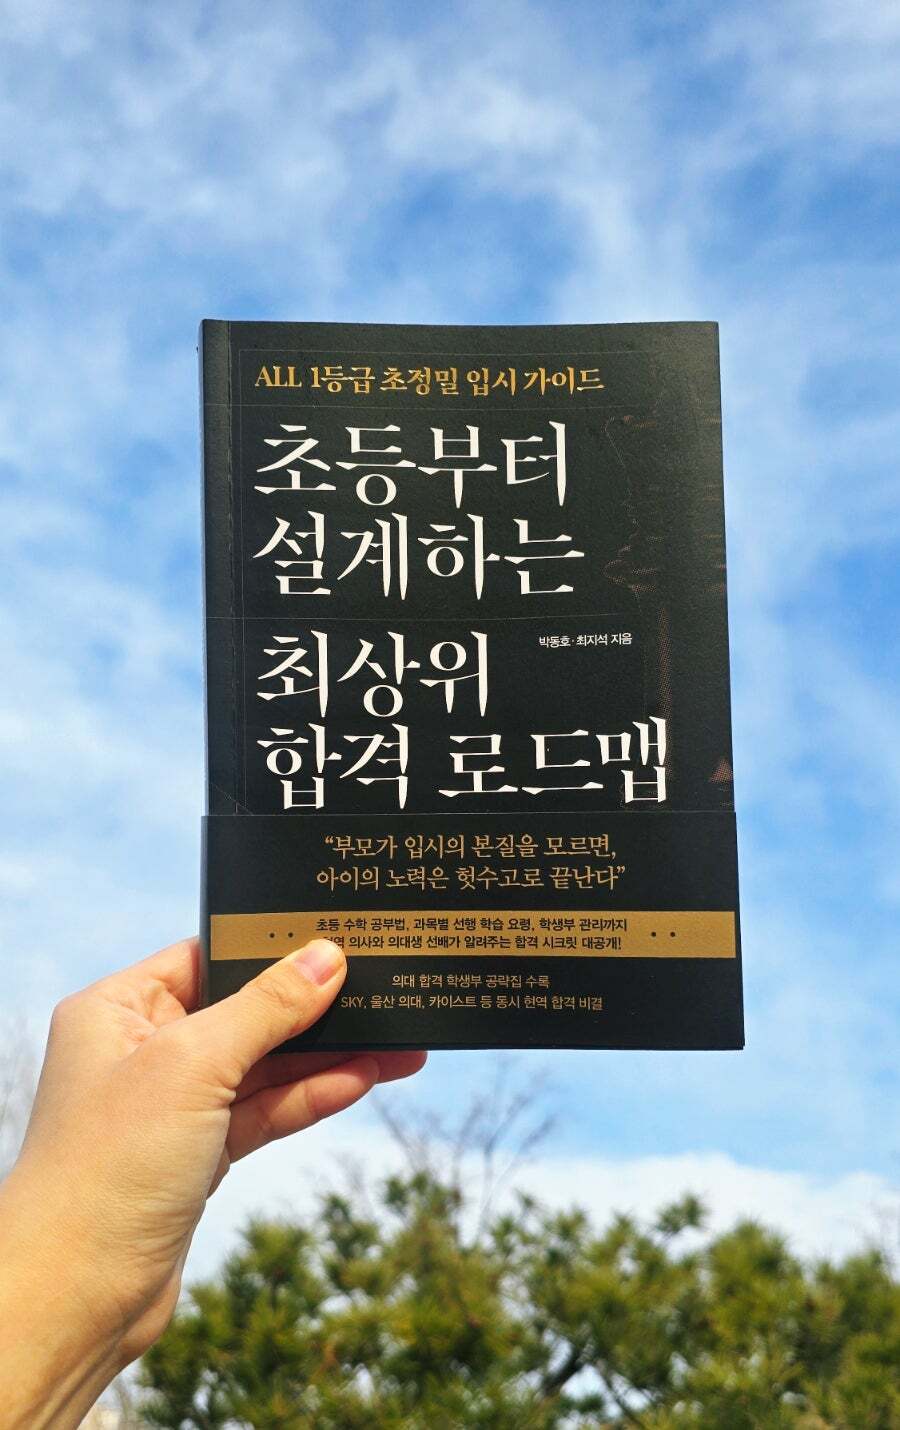 ALL 1등급 초정밀 입시 가이드
초등부터
설계하는
박동호·최지석 지음
최상위
합격 로드맵
“부모가 입시의 본질을 모르면,
아이의 노력은 헛수고로 끝난다”
초등 수학 공부법, 과목별 선행 학습 요령, 학생부 관리까지
의사와 의대생 선배가 알려주는 합격 시크릿 대공개!
의대 합격 학생부 공략집 수록
SKY, 울산 의대, 카이스트 등 동시 현역 합격 비결